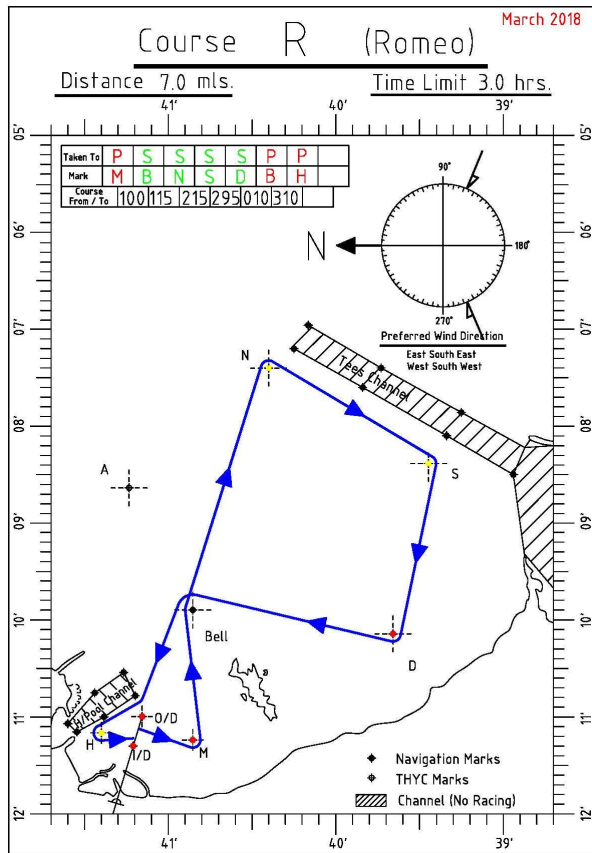 March 2018
Course R (Romeo)
Distance 7.0 mls.
Time Limit 3.0 hrs.
41' 40' 39'
Taken To P S S S S P P
Mark M B N S D B H
Course From / To 100 115 215 295 010 310
05' 05'
06' 06'
07' 07'
08' 08'
09' 09'
10' 10'
11' 11'
12' 12'
90°
N
180°
270°
Preferred Wind Direction
East South East
West South West
N
Tees Channel
A
S
Bell
D
H/Pool Channel
O/D
H
I/D
M
Navigation Marks
THYC Marks
Channel (No Racing)
41' 40' 39'